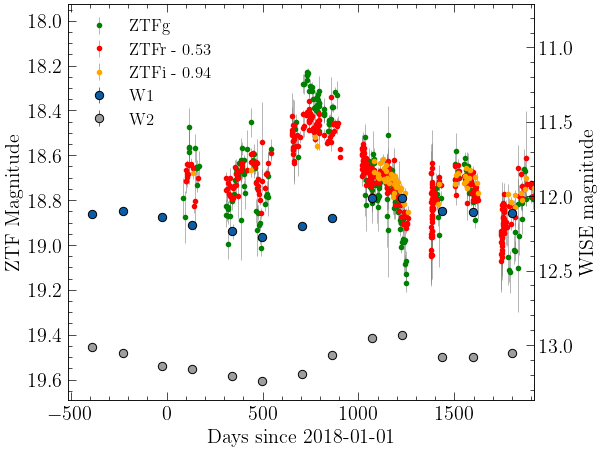 ZTFg
ZTFr - 0.53
ZTFi - 0.94
W1
W2
ZTF Magnitude
18.0
18.2
18.4
18.6
18.8
19.0
19.2
19.4
19.6
WISE magnitude
11.0
11.5
12.0
12.5
13.0
−500 0 500 1000 1500
Days since 2018-01-01